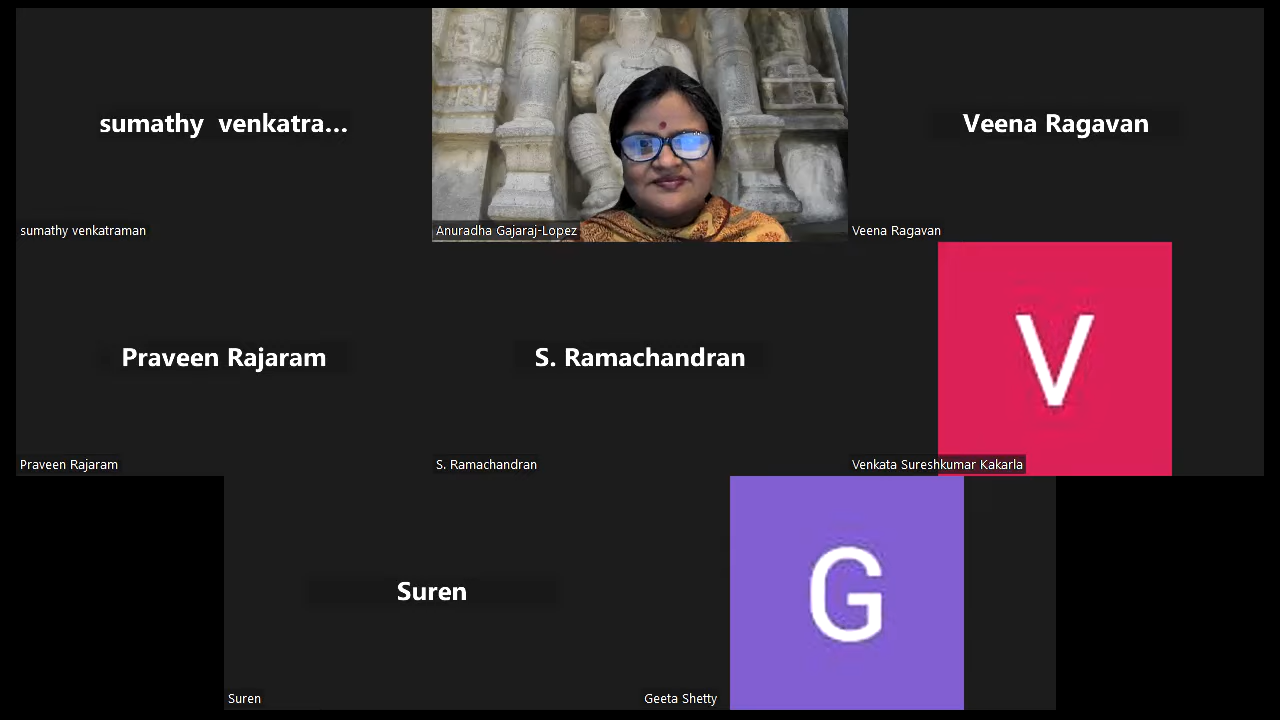 sumathy venkatra...
sumathy venkatraman
Anuradha Gajaraj-Lopez
Veena Ragavan
Veena Ragavan
Praveen Rajaram
Praveen Rajaram
S. Ramachandran
S. Ramachandran
V
Venkata Sureshkumar Kakarla
Suren
Suren
G
Geeta Shetty